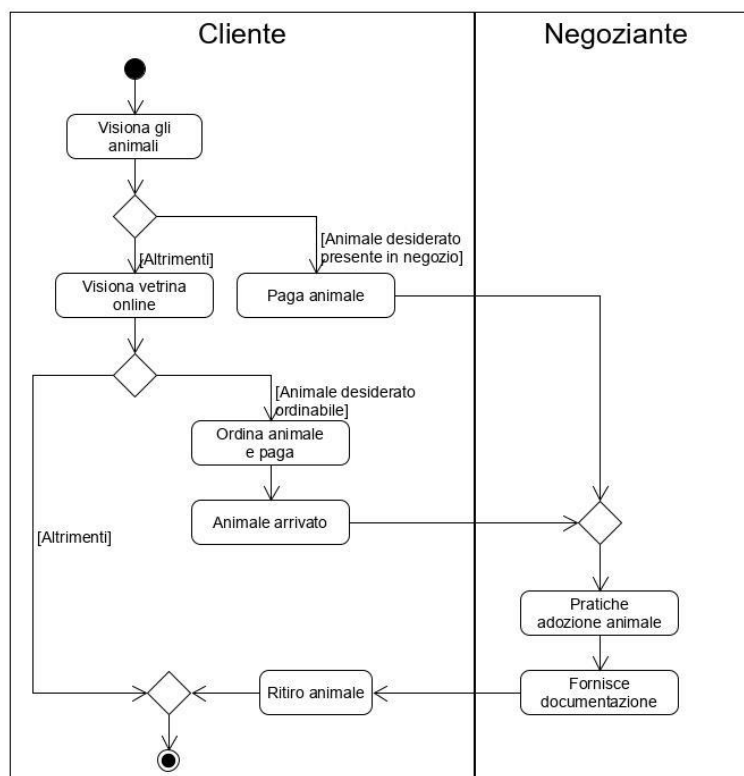 Cliente
Negoziante
Visiona gli
animali
[Animale desiderato
presente in negozio]
[Altrimenti]
Visiona vetrina
online
Paga animale
[Animale desiderato
ordinabile]
Ordina animale
e paga
Animale arrivato
[Altrimenti]
Pratiche
adozione animale
Fornisce
documentazione
Ritiro animale